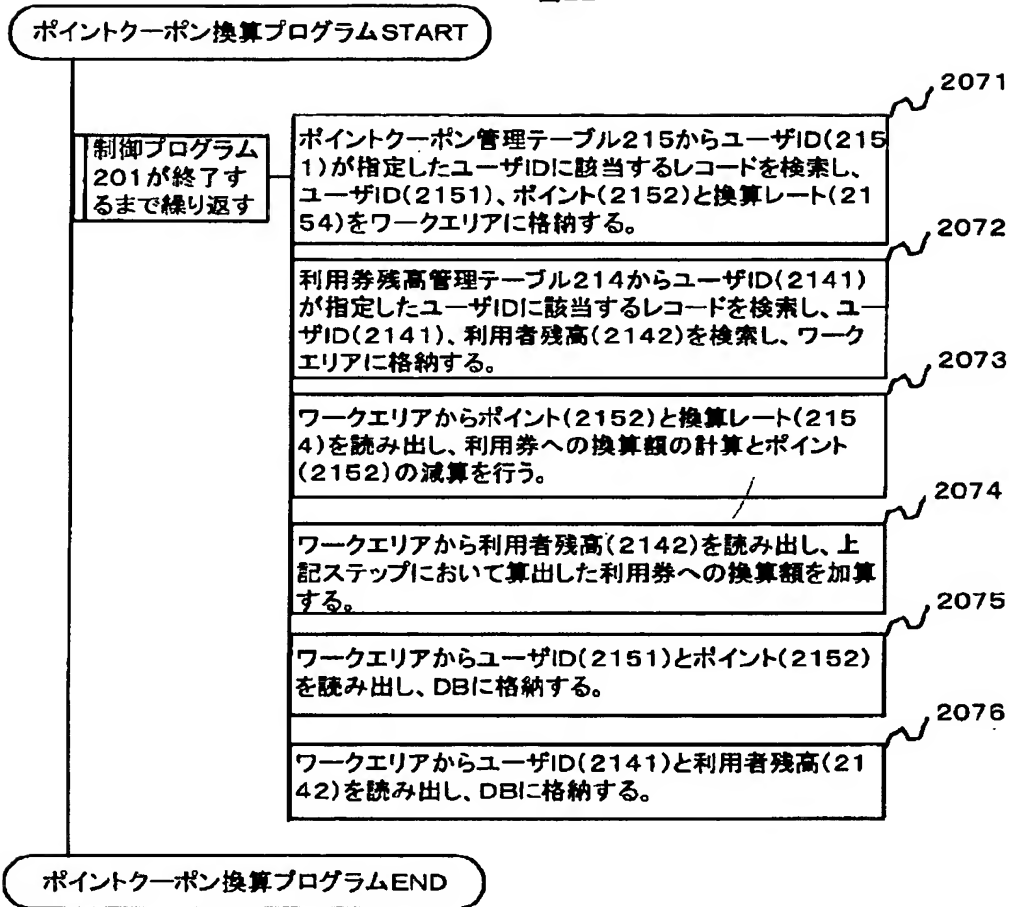 ポイントクーポン換算プログラムSTART
制御プログラム
201が終了す
るまで繰り返す
2071
ポイントクーポン管理テーブル215からユーザID(215
1)が指定したユーザIDに該当するレコードを検索し、
ユーザID(2151)、ポイント(2152)と換算レート(21
54)をワークエリアに格納する。
2072
利用券残高管理テーブル214からユーザID(2141)
が指定したユーザIDに該当するレコードを検索し、ユー
ザID(2141)、利用者残高(2142)を検索し、ワーク
エリアに格納する。
2073
ワークエリアからポイント(2152)と換算レート(215
4)を読み出し、利用券への換算額の計算とポイント
(2152)の減算を行う。
2074
ワークエリアから利用者残高(2142)を読み出し、上
記ステップにおいて算出した利用券への換算額を加算
する。
2075
ワークエリアからユーザID(2151)とポイント(2152)
を読み出し、DBに格納する。
2076
ワークエリアからユーザID(2141)と利用者残高(21
42)を読み出し、DBに格納する。
ポイントクーポン換算プログラムEND